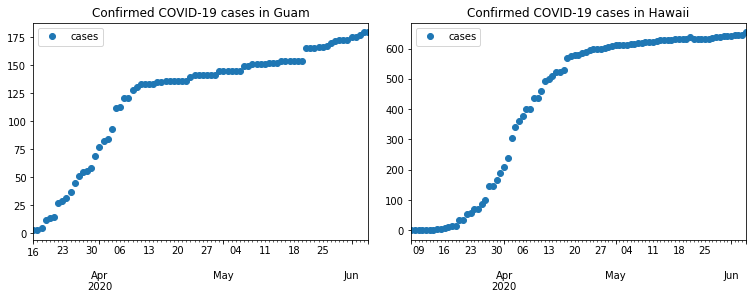 Confirmed COVID-19 cases in Guam
cases
175
150
125
100
75
50
25
0
16 23 30 06 13 20 27 04 11 18 25
Apr May Jun
2020
Confirmed COVID-19 cases in Hawaii
cases
600
500
400
300
200
100
0
09 16 23 30 06 13 20 27 04 11 18 25
Apr May Jun
2020